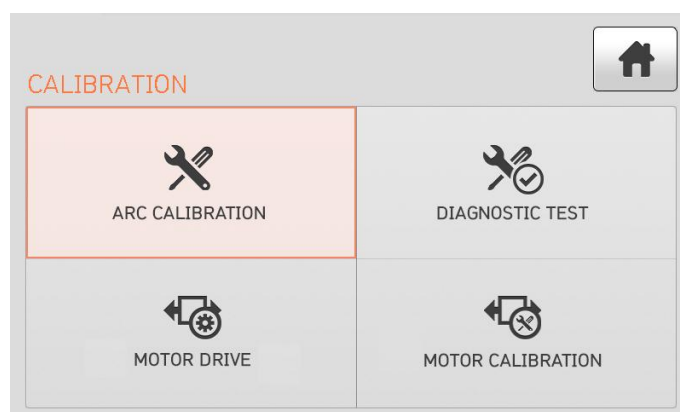 CALIBRATION
ARC CALIBRATION
DIAGNOSTIC TEST
MOTOR DRIVE
MOTOR CALIBRATION